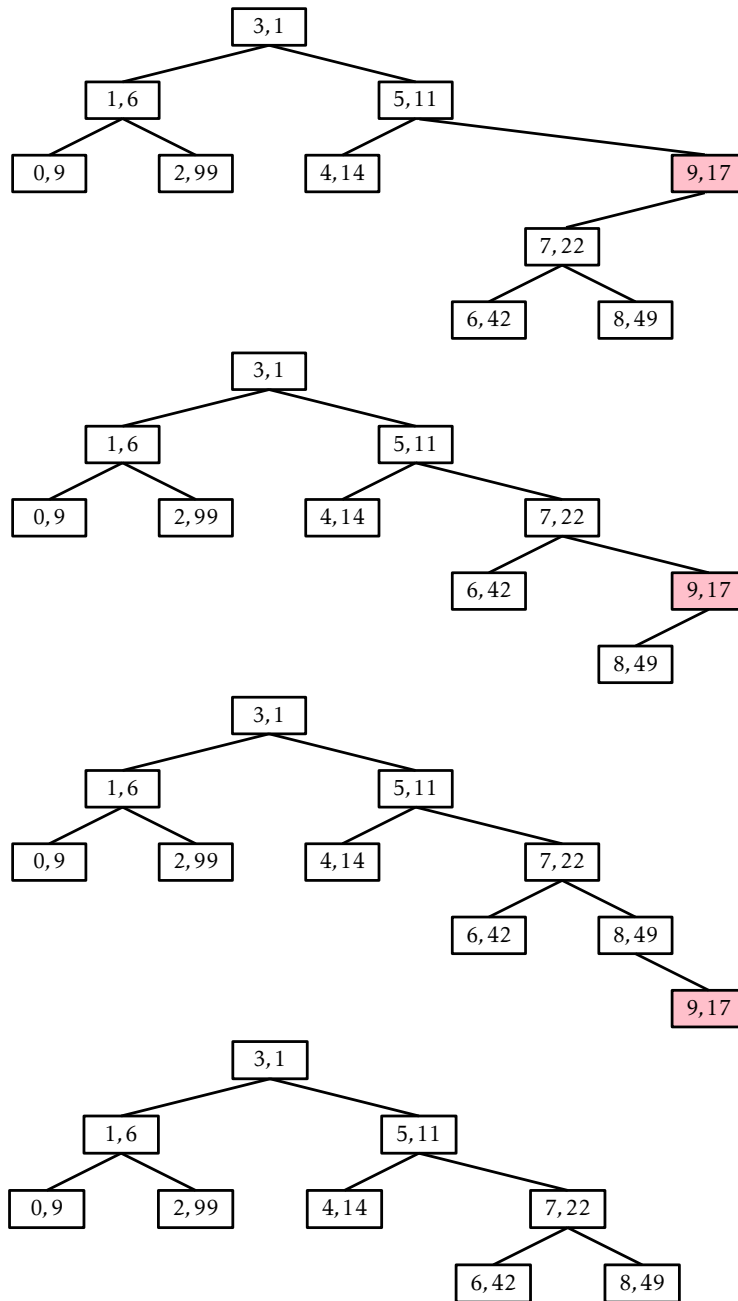 3, 1
1, 6 5, 11
0, 9 2, 99 4, 14 9, 17
7, 22
6, 42 8, 49
3, 1
1, 6 5, 11
0, 9 2, 99 4, 14 7, 22
6, 42 9, 17
8, 49
3, 1
1, 6 5, 11
0, 9 2, 99 4, 14 7, 22
6, 42 8, 49
9, 17
3, 1
1, 6 5, 11
0, 9 2, 99 4, 14 7, 22
6, 42 8, 49